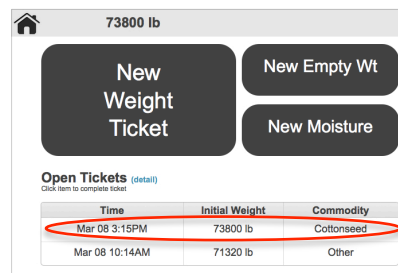 73800 lb
New Weight Ticket
New Empty Wt
New Moisture
Open Tickets (detail)
Click item to complete ticket
Time Initial Weight Commodity
Mar 08 3:15PM 73800 lb Cottonseed
Mar 08 10:14AM 71320 lb Other